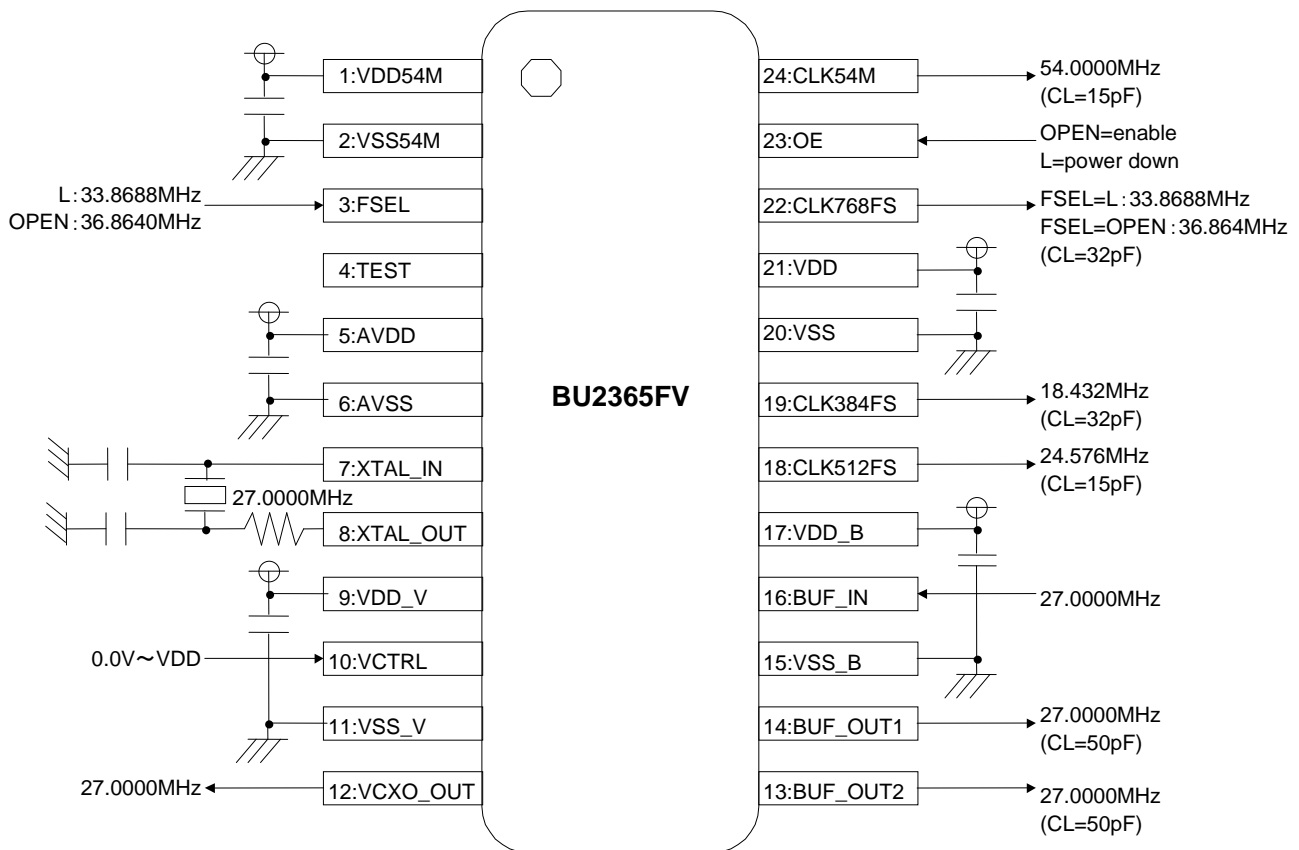 1:VDD54M
2:VSS54M
L:33.8688MHz
OPEN:36.8640MHz
3:FSEL
4:TEST
5:AVDD
6:AVSS
7:XTAL_IN
27.0000MHz
8:XTAL_OUT
9:VDD_V
0.0V～VDD
10:VCTRL
11:VSS_V
27.0000MHz
12:VCXO_OUT
BU2365FV
24:CLK54M
54.0000MHz
(CL=15pF)
23:OE
OPEN=enable
L=power down
22:CLK768FS
FSEL=L:33.8688MHz
FSEL=OPEN:36.864MHz
(CL=32pF)
21:VDD
20:VSS
19:CLK384FS
18.432MHz
(CL=32pF)
18:CLK512FS
24.576MHz
(CL=15pF)
17:VDD_B
16:BUF_IN
27.0000MHz
15:VSS_B
14:BUF_OUT1
27.0000MHz
(CL=50pF)
13:BUF_OUT2
27.0000MHz
(CL=50pF)